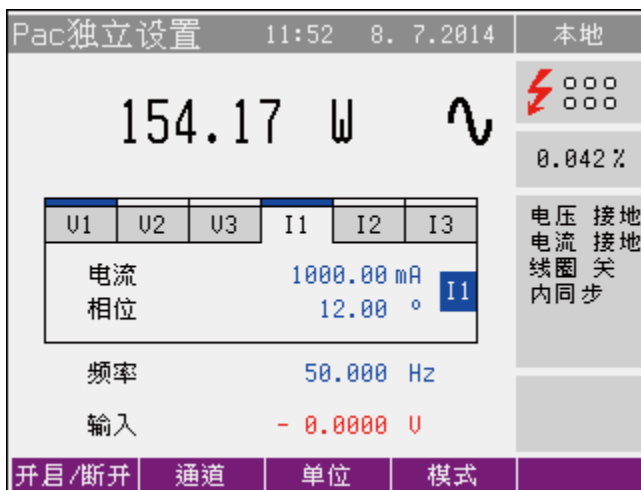 Pac独立设置 11:52 8. 7.2014 本地
154.17 W
0.042%
V1 V2 V3 I1 I2 I3
电流 1000.00 mA
相位 12.00 °
I1
频率 50.000 Hz
输入 - 0.0000 V
电压 接地
电流 接地
线圈 关
内同步
开启/断开 通道 单位 模式